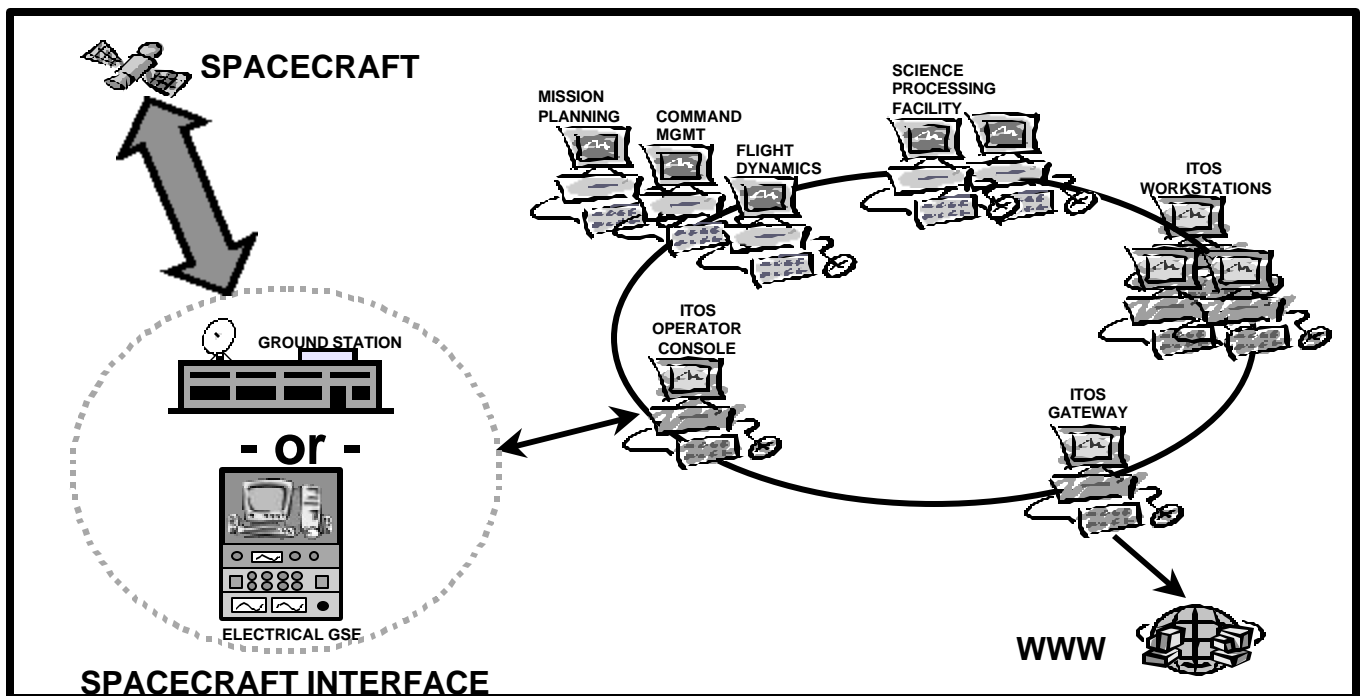 SPACECRAFT
MISSION
PLANNING
COMMAND
MGMT
FLIGHT
DYNAMICS
SCIENCE
PROCESSING
FACILITY
ITOS
WORKSTATIONS
GROUND STATION
- or -
ELECTRICAL GSE
SPACECRAFT INTERFACE
ITOS
OPERATOR
CONSOLE
ITOS
GATEWAY
WWW